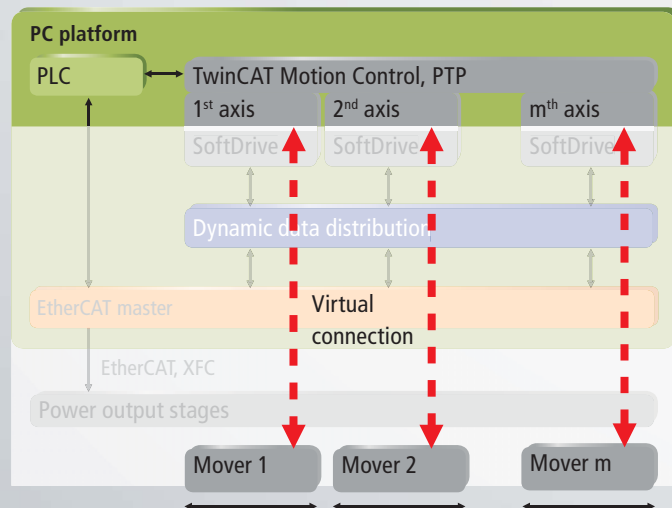 PC platform
PLC
TwinCAT Motion Control, PTP
1st axis
2nd axis
mth axis
SoftDrive
SoftDrive
SoftDrive
Dynamic data distribution
EtherCAT master
Virtual
connection
EtherCAT, XFC
Power output stages
Mover 1
Mover 2
Mover m